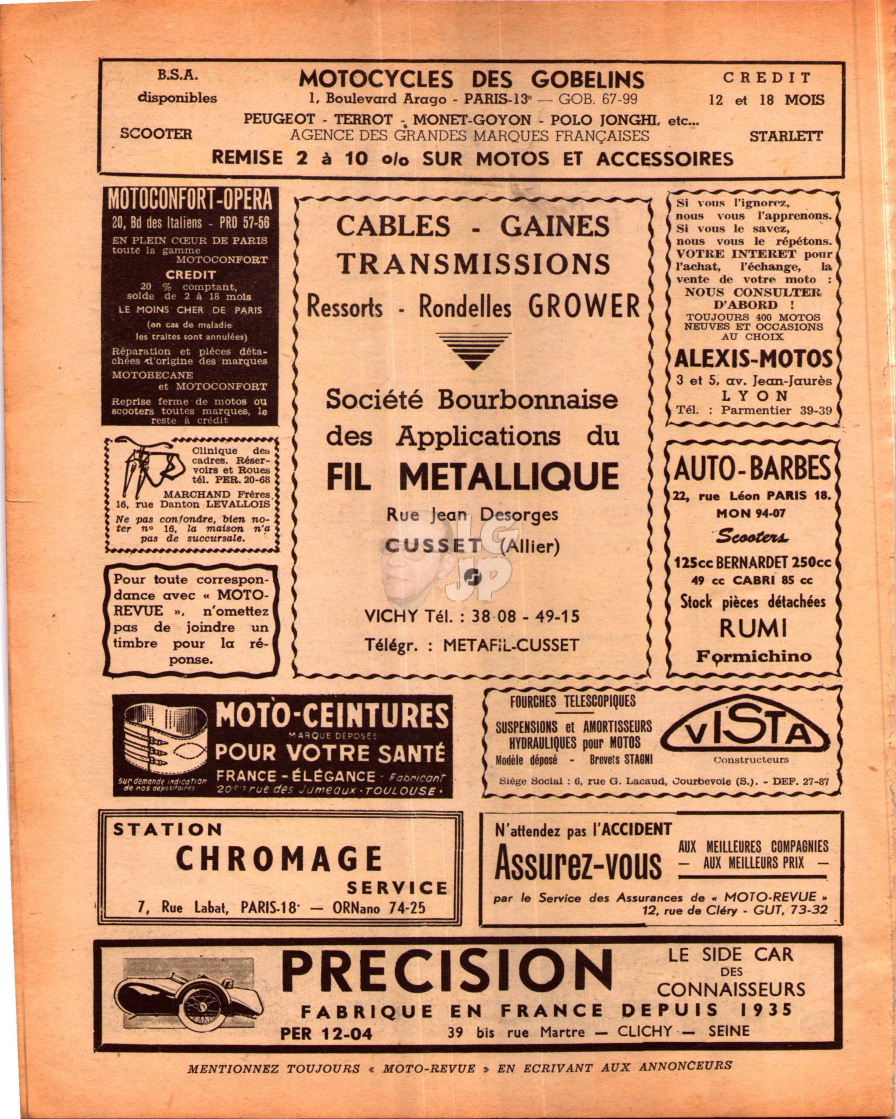 B.S.A.
disponibles
SCOOTER
MOTOCYCLES DES GOBELINS
1, Boulevard Arago - PARIS-13e — GOB. 67-99
PEUGEOT - TERROT - MONET-GOYON - POLO JONGHI, etc...
AGENCE DES GRANDES MARQUES FRANÇAISES
CREDIT
12 et 18 MOIS
STARLETT
REMISE 2 à 10 o/o SUR MOTOS ET ACCESSOIRES
MOTOCONFORT-OPERA
20, Bd des Italiens - PRO 57-56
EN PLEIN CŒUR DE PARIS
toute la gamme
MOTOCONFORT
CREDIT
20 % comptant,
solde de 2 à 18 mois
LE MOINS CHER DE PARIS
(en cas de maladie
les traites sont annulées)
Réparation et pièces déta-
chées d'origine des marques
MOTOBECANE
et MOTOCONFORT
Reprise ferme de motos ou
scooters toutes marques, le
reste à crédit
Clinique des
cadres. Réser-
voirs et Roues
tél. PER. 20-68
MARCHAND Frères
16, rue Danton LEVALLOIS
Ne pas confondre, bien no-
ter n° 16, la maison n'a
pas de succursale.
Pour toute correspon-
dance avec « MOTO-
REVUE », n'omettez
pas de joindre un
timbre pour la ré-
ponse.
CABLES - GAINES
TRANSMISSIONS
Ressorts - Rondelles GROWER
Société Bourbonnaise
des Applications du
FIL METALLIQUE
Rue Jean Desorges
CUSSET (Allier)
VICHY Tél. : 38-08 - 49-15
Télégr. : METAFIL-CUSSET
Si vous l'ignorez,
nous vous l'apprenons.
Si vous le savez,
nous vous le répétons.
VOTRE INTERET pour
l'achat, l'échange, la
vente de votre moto :
NOUS CONSULTER
D'ABORD !
TOUJOURS 400 MOTOS
NEUVES ET OCCASIONS
AU CHOIX
ALEXIS-MOTOS
3 et 5, av. Jean-Jaurès
LYON
Tél. : Parmentier 39-39
AUTO-BARBES
22, rue Léon PARIS 18.
MON 94-07
Scooters
125cc BERNARDET 250cc
49 cc CABRI 85 cc
Stock pièces détachées
RUMI
Formichino
MOTO-CEINTURES
MARQUE DEPOSÉE
POUR VOTRE SANTÉ
FRANCE-ÉLÉGANCE - Fabricant
20 cis rue des Jumeaux - TOULOUSE
Sur demande indication
de nos dépositaires
FOURCHES TELESCOPIQUES
SUSPENSIONS et AMORTISSEURS
HYDRAULIQUES pour MOTOS
Modèle déposé - Brevets STAGNI
VISTA
Constructeurs
Siège Social : 6, rue G. Lacaud, Courbevoie (S.). - DEF. 27-87
STATION
CHROMAGE
SERVICE
7, Rue Labat, PARIS-18e — ORNano 74-25
N'attendez pas l'ACCIDENT
Assurez-vous
AUX MEILLEURES COMPAGNIES
— AUX MEILLEURS PRIX —
par le Service des Assurances de « MOTO-REVUE »
12, rue de Cléry - GUT, 73-32
PRECISION
LE SIDE CAR
DES
CONNAISSEURS
FABRIQUE EN FRANCE DEPUIS 1935
PER 12-04 39 bis rue Martre — CLICHY — SEINE
MENTIONNEZ TOUJOURS « MOTO-REVUE » EN ECRIVANT AUX ANNONCEURS